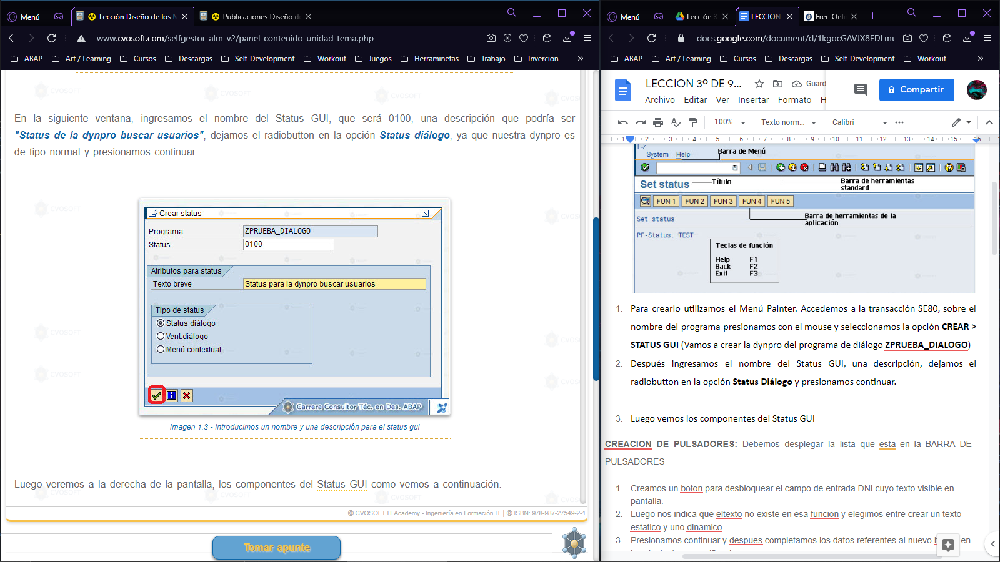 Menú
Lección Diseño de los M
Publicaciones Diseño d
www.cvosoft.com/selfgestor_alm_v2/panel_contenido_unidad_tema.php
ABAP
Art / Learning
Cursos
Descargas
Self-Development
Workout
Juegos
Herraminetas
Trabajo
Invercion
»
En la siguiente ventana, ingresamos el nombre del Status GUI, que será 0100, una descripción que podría ser
"Status de la dynpro buscar usuarios", dejamos el radiobutton en la opción Status diálogo, ya que nuestra dynpro es
de tipo normal y presionamos continuar.
Crear status
Programa ZPRUEBA_DIALOGO
Status 0100
Atributos para status
Texto breve Status para la dynpro buscar usuarios
Tipo de status
Status diálogo
Vent.diálogo
Menú contextual
Carrera Consultor Téc. en Des. ABAP
Imagen 1.3 - Introducimos un nombre y una descripción para el status gui
Luego veremos a la derecha de la pantalla, los componentes del Status GUI como vemos a continuación.
© CVOSOFT IT Academy - Ingeniería en Formación IT | ® ISBN: 978-987-27549-2-1
Tomar apunte
Menú
Lección 3
LECCION
Free Onli
docs.google.com/document/d/1kgocGAVJX8FDLmu
ABAP
Art / Learning
Cursos
Descargas
Self-Development
Workout
»
LECCION 3º DE 9...
Guard
Archivo Editar Ver Insertar Formato H
Compartir
100%
Texto norm...
Calibri
1 2 3 4 5 6 7 8 9 10 11 12 13 14 15 16
System Help
Barra de Menú
Set status
Título
Barra de herramientas
standard
FUN 1 FUN 2 FUN 3 FUN 4 FUN 5
Set status
Barra de herramientas de la
aplicación
PF-Status: TEST
Teclas de función
Help F1
Back F2
Exit F3
1. Para crearlo utilizamos el Menú Painter. Accedemos a la transacción SE80, sobre el
nombre del programa presionamos con el mouse y seleccionamos la opción CREAR >
STATUS GUI (Vamos a crear la dynpro del programa de diálogo ZPRUEBA_DIALOGO)
2. Después ingresamos el nombre del Status GUI, una descripción, dejamos el
radiobutton en la opción Status Diálogo y presionamos continuar.
3. Luego vemos los componentes del Status GUI
CREACION DE PULSADORES: Debemos desplegar la lista que esta en la BARRA DE
PULSADORES
1. Creamos un boton para desbloquear el campo de entrada DNI cuyo texto visible en
pantalla.
2. Luego nos indica que eltexto no existe en esa funcion y elegimos entre crear un texto
estatico y uno dinamico
3. Presionamos continuar y despues completamos los datos referentes al nuevo b en